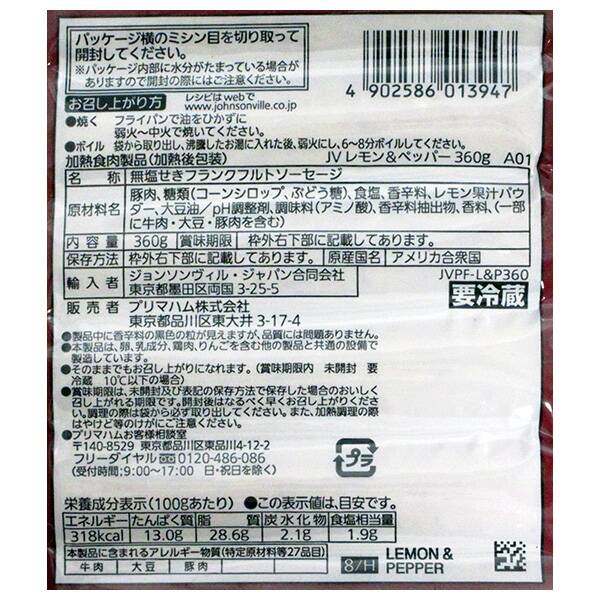 パッケージ横のミシン目を切り取って
開封してください。
※パッケージ内部に水分がたまっている場合が
ありますので開封の際にはご注意ください。
4 902586 013947
お召し上がり方 レシピはwebで
www.johnsonville.co.jp
●焼く フライパンで油をひかずに
弱火〜中火で焼いてください。
●ボイル 袋から取り出し、沸騰したお湯に入れた後、弱火にし、6〜8分ボイルしてください。
加熱食肉製品(加熱後包装) JV レモン&ペッパー 360g A01
名称 無塩せきフランクフルトソーセージ
原材料名 豚肉、糖類(コーンシロップ、ぶどう糖)、食塩、香辛料、レモン果汁パウ
ダー、大豆油/pH調整剤、調味料(アミノ酸)、香辛料抽出物、香料、(一部
に牛肉・大豆・豚肉を含む)
内容量 360g 賞味期限 枠外右下部に記載してあります。
保存方法 枠外右下部に記載してあります。 原産国名 アメリカ合衆国
輸入者 ジョンソンヴィル・ジャパン合同会社
東京都墨田区両国 3-25-5
JVPF-L&P360
要冷蔵
販売者 プリマハム株式会社
東京都品川区東大井 3-17-4
●製品中に香辛料の黒色の粒が見えますが、品質には問題ありません。
●本製品は、卵、乳成分、鶏肉、りんごを含む他の製品と共通の設備で
製造しています。
●そのままでもお召し上がりになれます。(賞味期限内 未開封 要
冷蔵 10℃以下の場合)
●賞味期限は、未開封及び表記の保存方法で保存した場合のおいしく
召し上がれる期限です。開封後はなるべく早くお召し上がりくださ
い。調理の際は袋から必ず取り出してください。また、加熱調理の際
はやけど等のけがにご注意ください。
●プリマハムお客様相談室
〒140-8529 東京都品川区東品川4-12-2
フリーダイヤル 0120-486-086
(受付時間)9:00〜17:00 日・祝日を除く
プラ
栄養成分表示(100gあたり) ●この表示値は、目安です。
エネルギー たんぱく質 脂質 炭水化物 食塩相当量
318kcal 13.0g 28.6g 2.1g 1.9g
本製品に含まれるアレルギー物質(特定原材料等27品目)
牛肉 大豆 豚肉
8/H
LEMON &
PEPPER